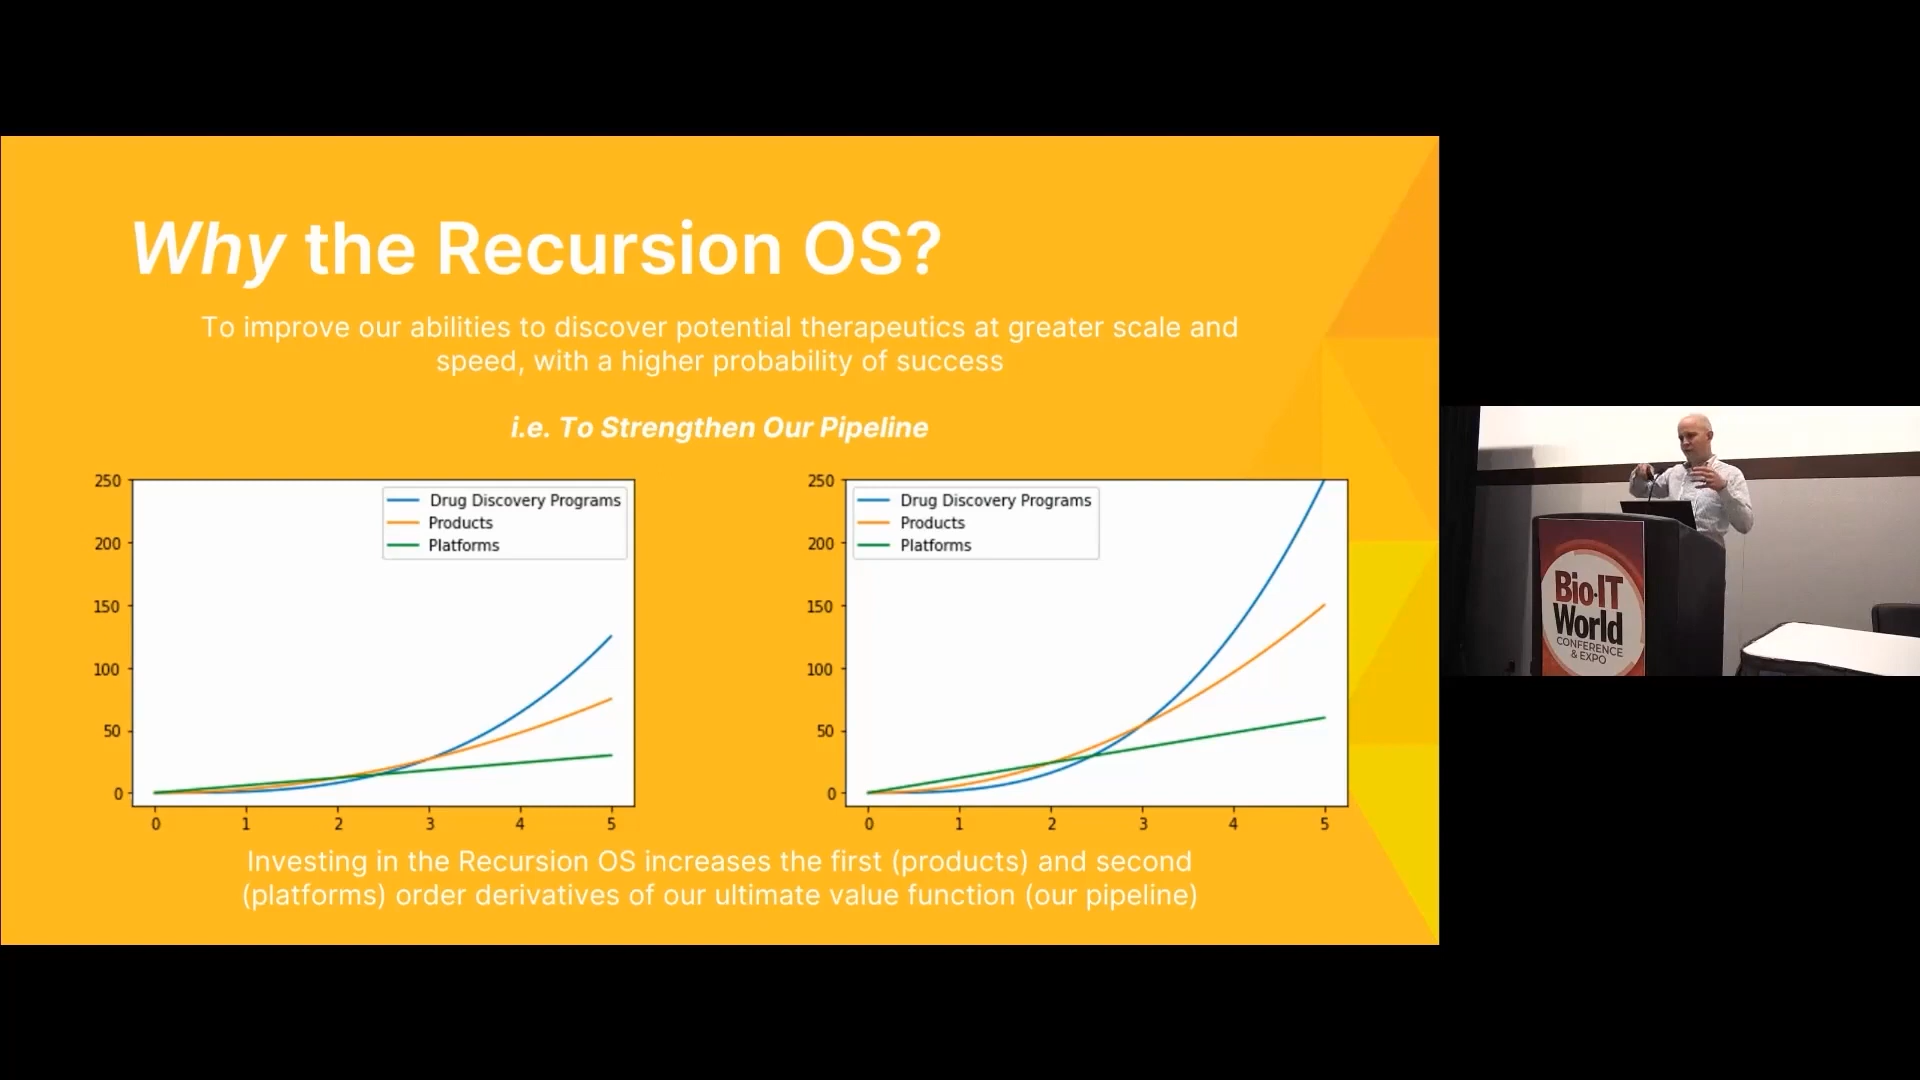 Why the Recursion OS?
To improve our abilities to discover potential therapeutics at greater scale and
speed, with a higher probability of success
i.e. To Strengthen Our Pipeline
250
200
150
100
50
0
0 1 2 3 4 5
Drug Discovery Programs
Products
Platforms
250
200
150
100
50
0
0 1 2 3 4 5
Drug Discovery Programs
Products
Platforms
Investing in the Recursion OS increases the first (products) and second
(platforms) order derivatives of our ultimate value function (our pipeline)
Bio-IT
World
CONFERENCE
& EXPO